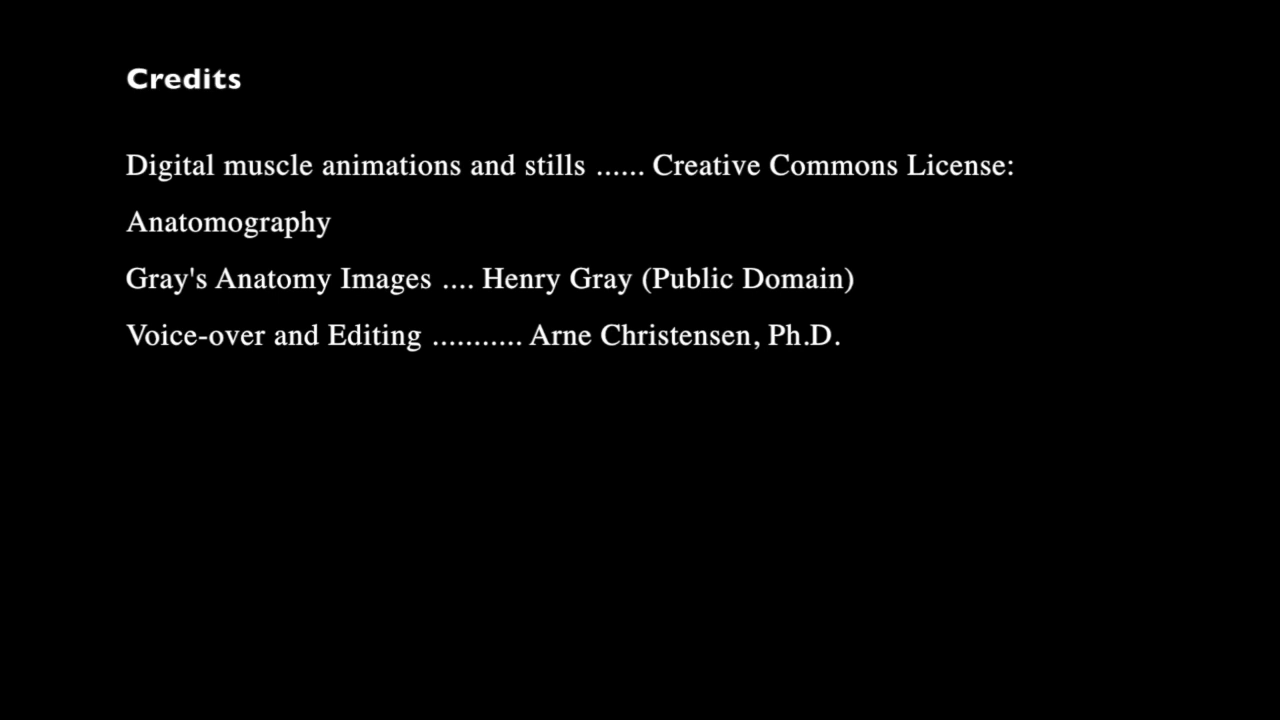 Credits
Digital muscle animations and stills ...... Creative Commons License:
Anatomography
Gray's Anatomy Images .... Henry Gray (Public Domain)
Voice-over and Editing ........... Arne Christensen, Ph.D.